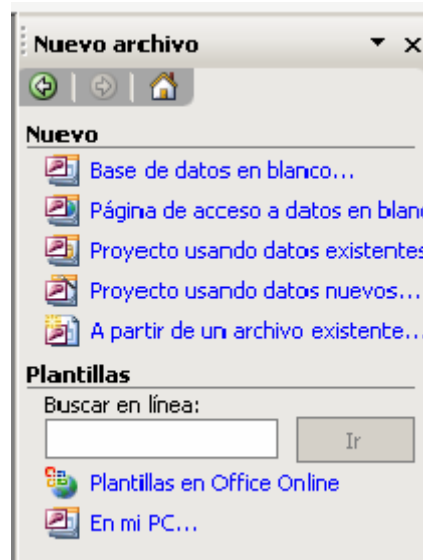 Nuevo archivo
Nuevo
Base de datos en blanco...
Página de acceso a datos en blan
Proyecto usando datos existentes
Proyecto usando datos nuevos...
A partir de un archivo existente...
Plantillas
Buscar en línea:
Ir
Plantillas en Office Online
En mi PC...